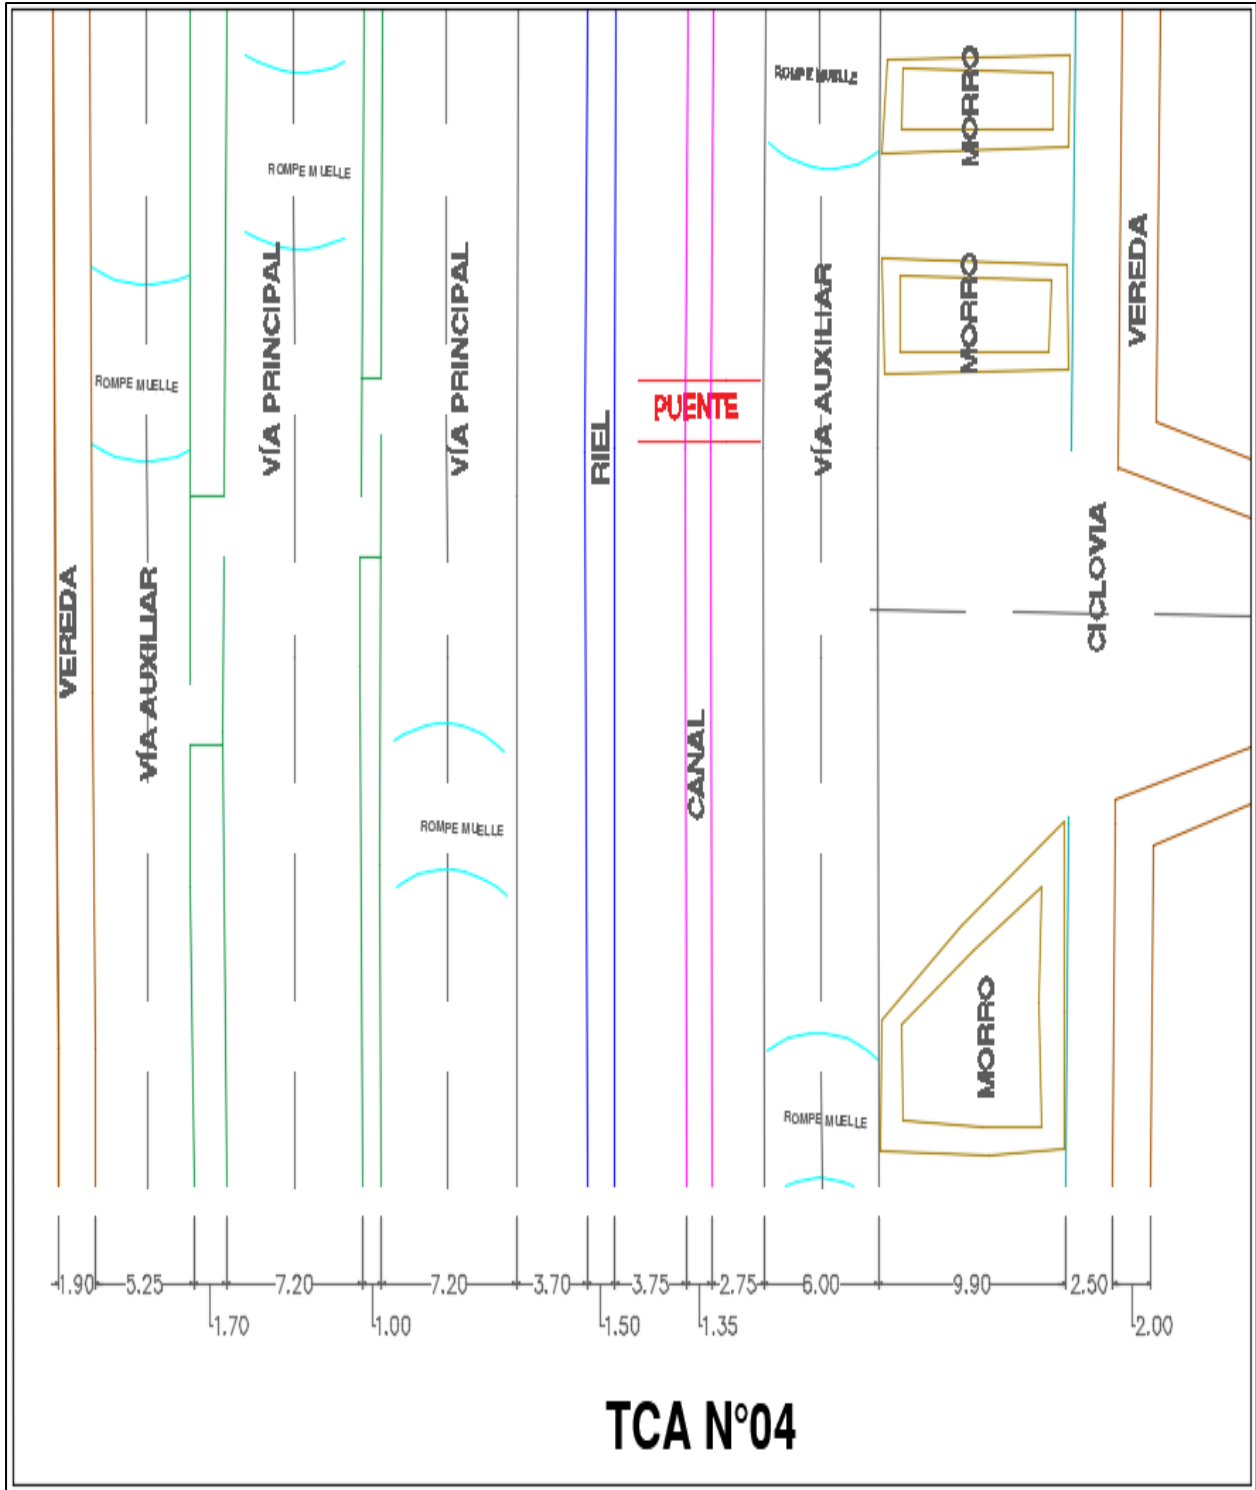 ROMPE MUELLE
MORRO
ROMPE MUELLE
VEREDA
VÍA PRINCIPAL
VÍA PRINCIPAL
MORRO
VÍA AUXILIAR
ROMPE MUELLE
PUENTE
RIEL
CICLOVIA
VEREDA
VÍA AUXILIAR
CANAL
ROMPE MUELLE
MORRO
ROMPE MUELLE
1.90 5.25 7.20 7.20 3.70 3.75 2.75 6.00 9.90 2.50
1.70 1.00 1.50 1.35 2.00
TCA N°04